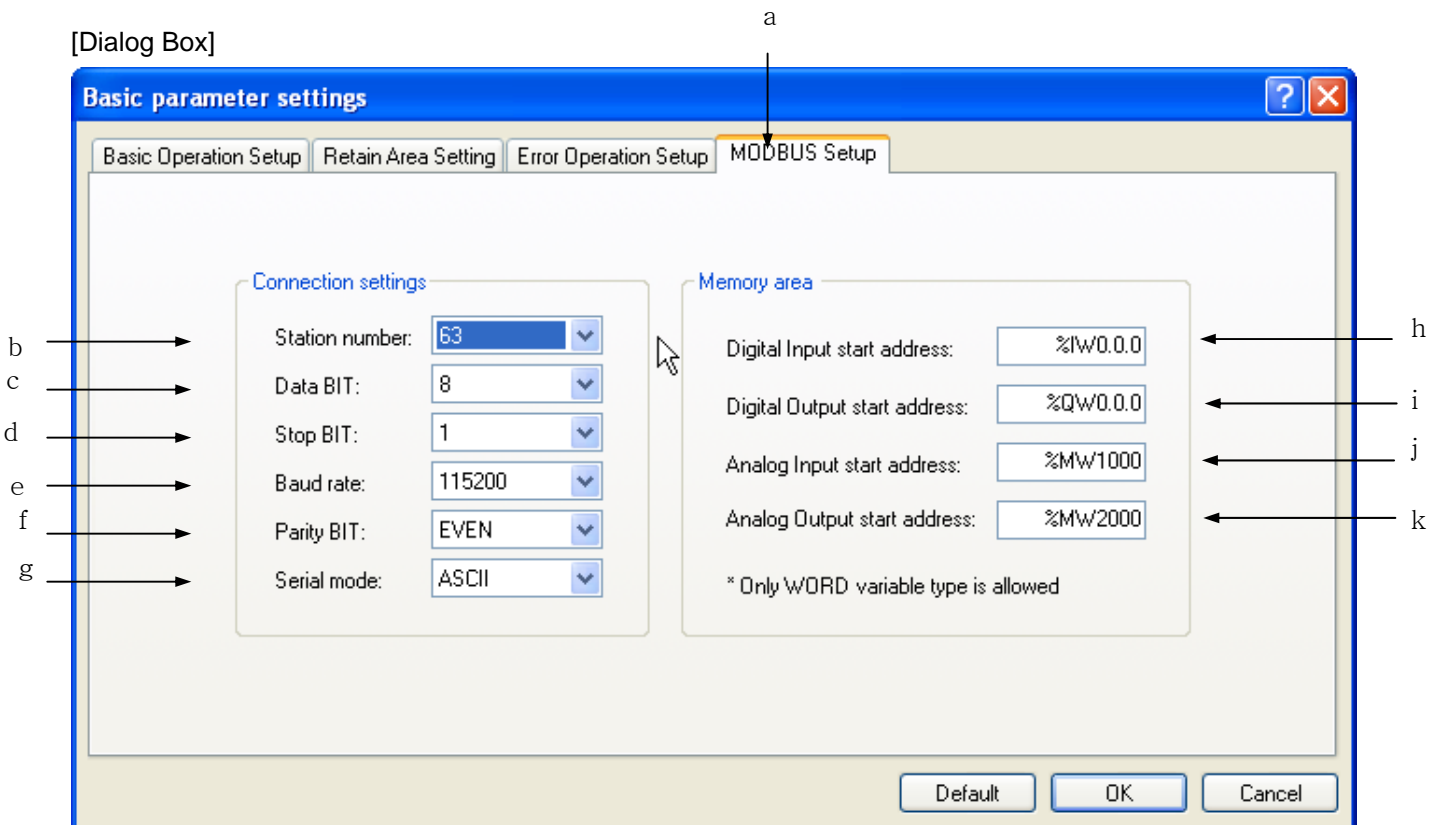 a
[Dialog Box]
Basic parameter settings
Basic Operation Setup Retain Area Setting Error Operation Setup MODBUS Setup
Connection settings
b Station number: 63
c Data BIT: 8
d Stop BIT: 1
e Baud rate: 115200
f Parity BIT: EVEN
g Serial mode: ASCII
Memory area
Digital Input start address: %IW0.0.0 h
Digital Output start address: %QW0.0.0 i
Analog Input start address: %MW1000 j
Analog Output start address: %MW2000 k
* Only WORD variable type is allowed
Default OK Cancel